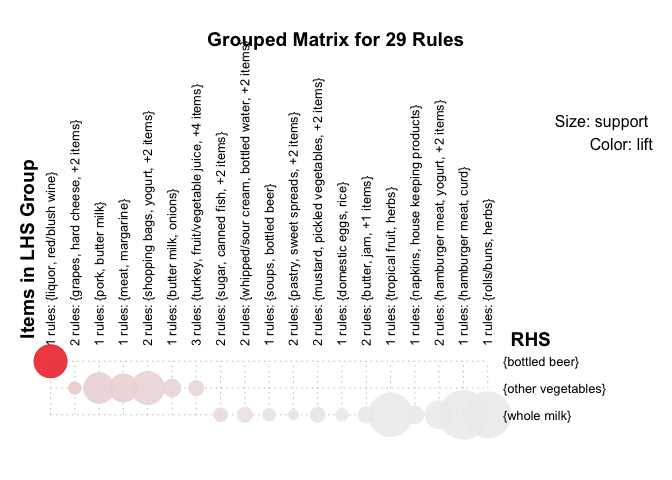 Grouped Matrix for 29 Rules
Size: support
Color: lift
Items in LHS Group
1 rules: {liquor, red/blush wine}
2 rules: {grapes, hard cheese, +2 items}
1 rules: {pork, butter milk}
1 rules: {meat, margarine}
2 rules: {shopping bags, yogurt, +2 items}
1 rules: {butter milk, onions}
3 rules: {turkey, fruit/vegetable juice, +4 items}
2 rules: {sugar, canned fish, +2 items}
2 rules: {whipped/sour cream, bottled water, +2 items}
1 rules: {soups, bottled beer}
2 rules: {pastry, sweet spreads, +2 items}
2 rules: {mustard, pickled vegetables, +2 items}
1 rules: {domestic eggs, rice}
2 rules: {butter, jam, +1 items}
1 rules: {tropical fruit, herbs}
1 rules: {napkins, house keeping products}
2 rules: {hamburger meat, yogurt, +2 items}
1 rules: {hamburger meat, curd}
1 rules: {rolls/buns, herbs}
RHS
{bottled beer}
{other vegetables}
{whole milk}